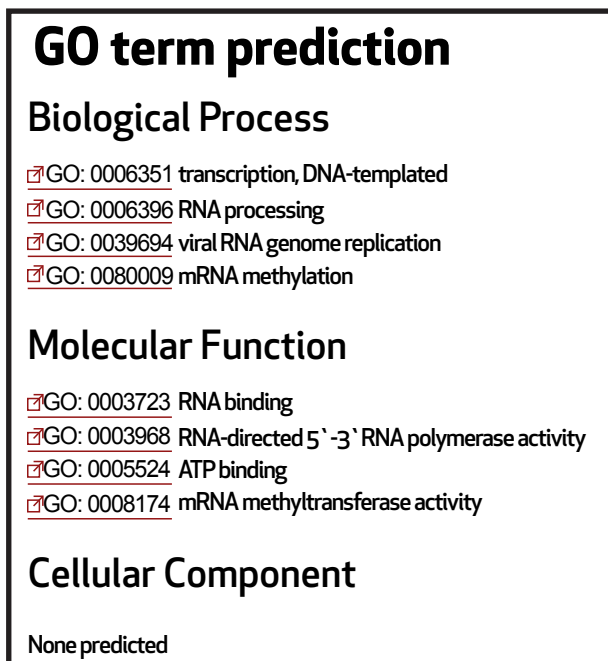 GO term prediction
Biological Process
GO: 0006351 transcription, DNA-templated
GO: 0006396 RNA processing
GO: 0039694 viral RNA genome replication
GO: 0080009 mRNA methylation
Molecular Function
GO: 0003723 RNA binding
GO: 0003968 RNA-directed 5`-3` RNA polymerase activity
GO: 0005524 ATP binding
GO: 0008174 mRNA methyltransferase activity
Cellular Component
None predicted